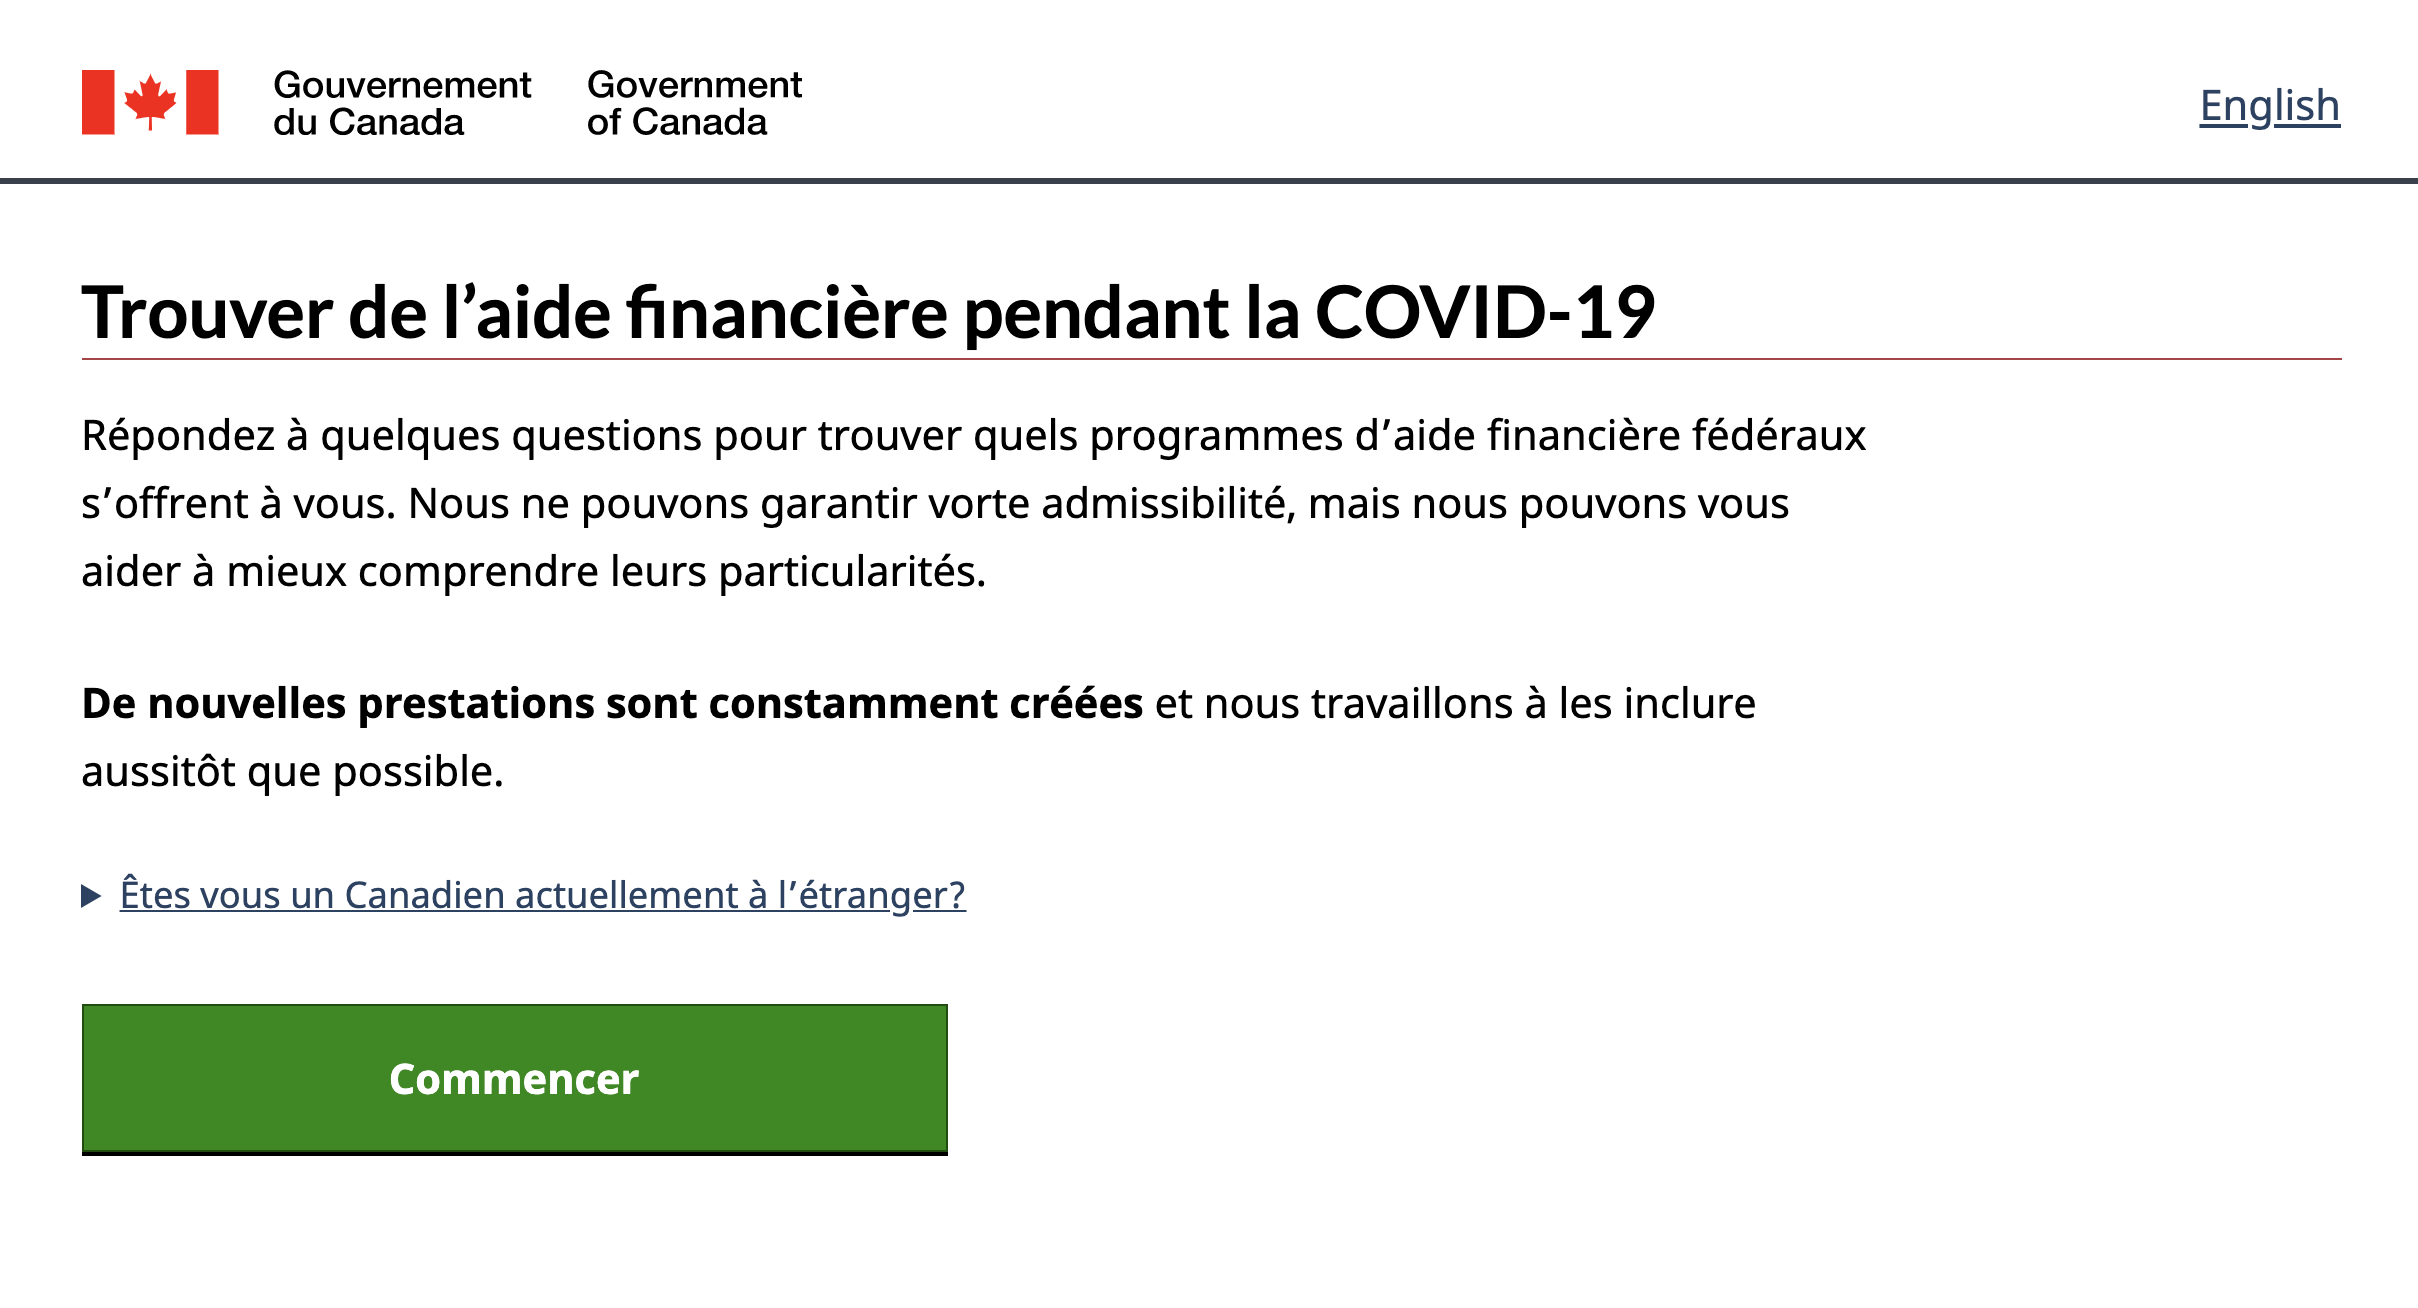 Gouvernement
du Canada
Government
of Canada
English
Trouver de l’aide financière pendant la COVID-19
Répondez à quelques questions pour trouver quels programmes d’aide financière fédéraux
s’offrent à vous. Nous ne pouvons garantir vorte admissibilité, mais nous pouvons vous
aider à mieux comprendre leurs particularités.
De nouvelles prestations sont constamment créées et nous travaillons à les inclure
aussitôt que possible.
Êtes vous un Canadien actuellement à l’étranger?
Commencer